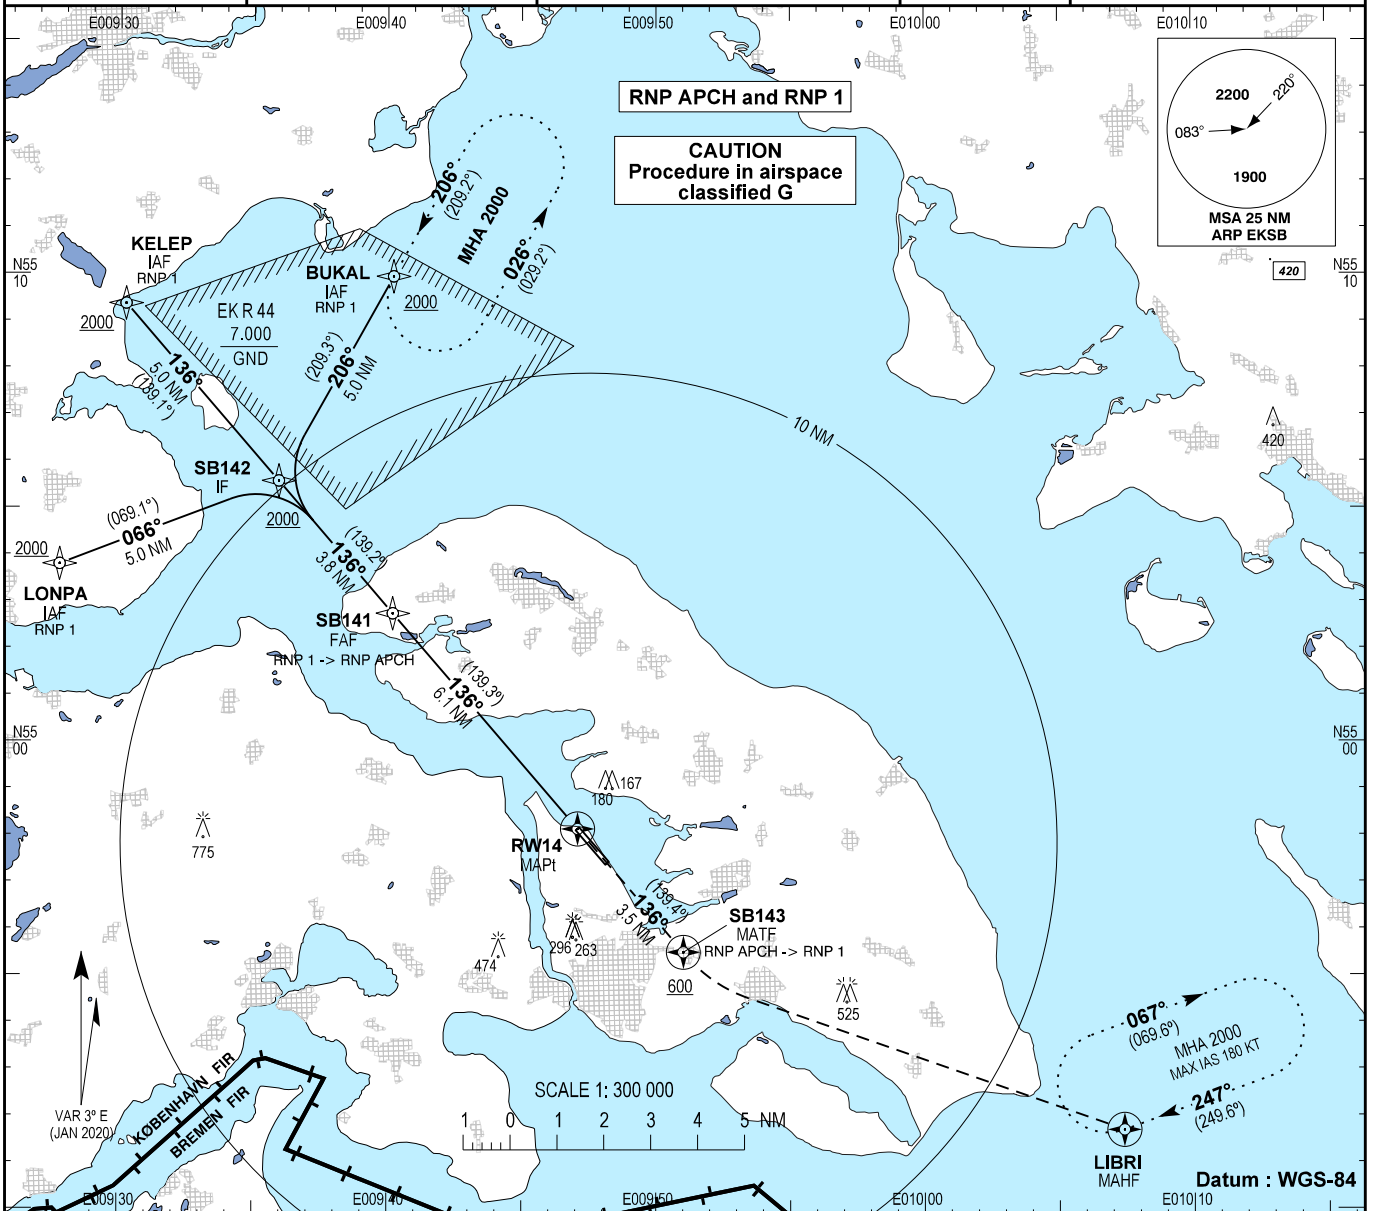 E009°30'
E009°40'
E009°50'
E010°00'
E010°10'
RNP APCH and RNP 1
CAUTION
Procedure in airspace
classified G
2200
220°
083°
1900
MSA 25 NM
ARP EKSB
420
N55
10
N55
10
206°
(209.2°)
MHA 2000
026°
(029.2°)
KELEP
IAF
RNP 1
2000
BUKAL
IAF
RNP 1
2000
EK R 44
7.000
GND
136°
5.0 NM
(139.1°)
(209.3°)
206°
5.0 NM
10 NM
420
SB142
IF
2000
(069.1°)
066°
5.0 NM
2000
LONPA
IAF
RNP 1
(139.2°)
136°
3.8 NM
SB141
FAF
RNP 1 -> RNP APCH
(139.3°)
136°
6.1 NM
N55
00
N55
00
167
180
775
RW14
MAPt
(139.4°)
136°
3.5 NM
SB143
MATF
RNP APCH -> RNP 1
600
296
263
474
525
067°
(069.6°)
MHA 2000
MAX IAS 180 KT
247°
(249.6°)
LIBRI
MAHF
VAR 3° E
(JAN 2020)
KØBENHAVN FIR
BREMEN FIR
SCALE 1: 300 000
1 0 1 2 3 4 5 NM
Datum : WGS-84
E009°30
E009°40
E009°50
E010°00
E010°10